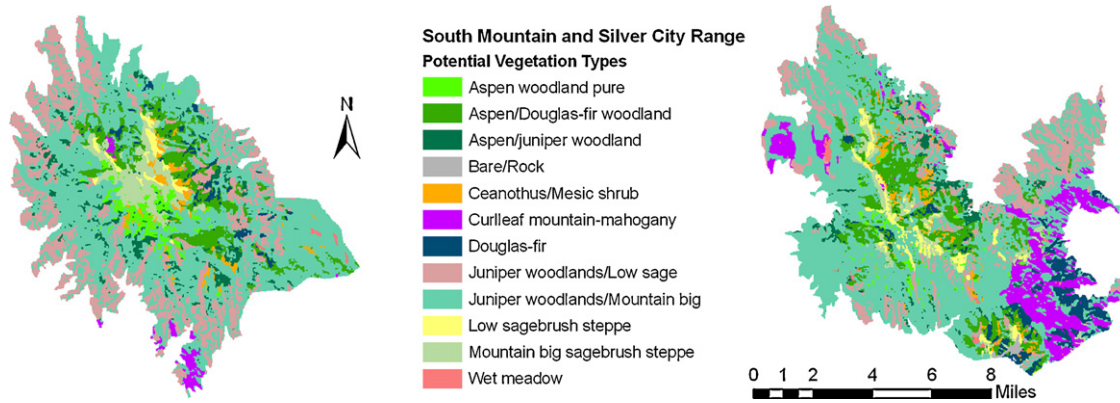 South Mountain and Silver City Range
Potential Vegetation Types
Aspen woodland pure
Aspen/Douglas-fir woodland
Aspen/juniper woodland
Bare/Rock
Ceanothus/Mesic shrub
Curlleaf mountain-mahogany
Douglas-fir
Juniper woodlands/Low sage
Juniper woodlands/Mountain big
Low sagebrush steppe
Mountain big sagebrush steppe
Wet meadow
N
0 1 2 4 6 8
Miles